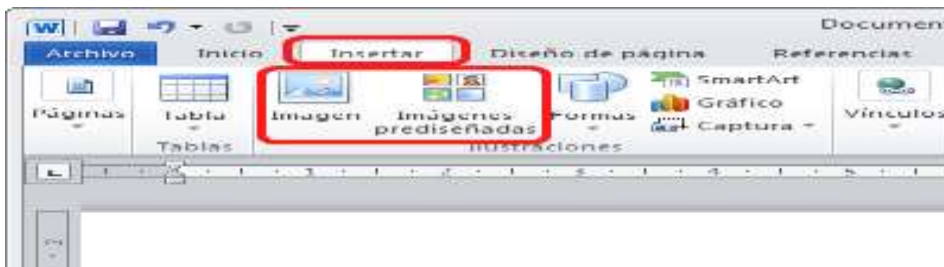 W
Documen
Archivo Inicio Insertar Diseño de página Referencias
Páginas Tabla Imagen Imágenes prediseñadas Formas SmartArt Gráfico Captura Vínculos
Tablas Ilustraciones